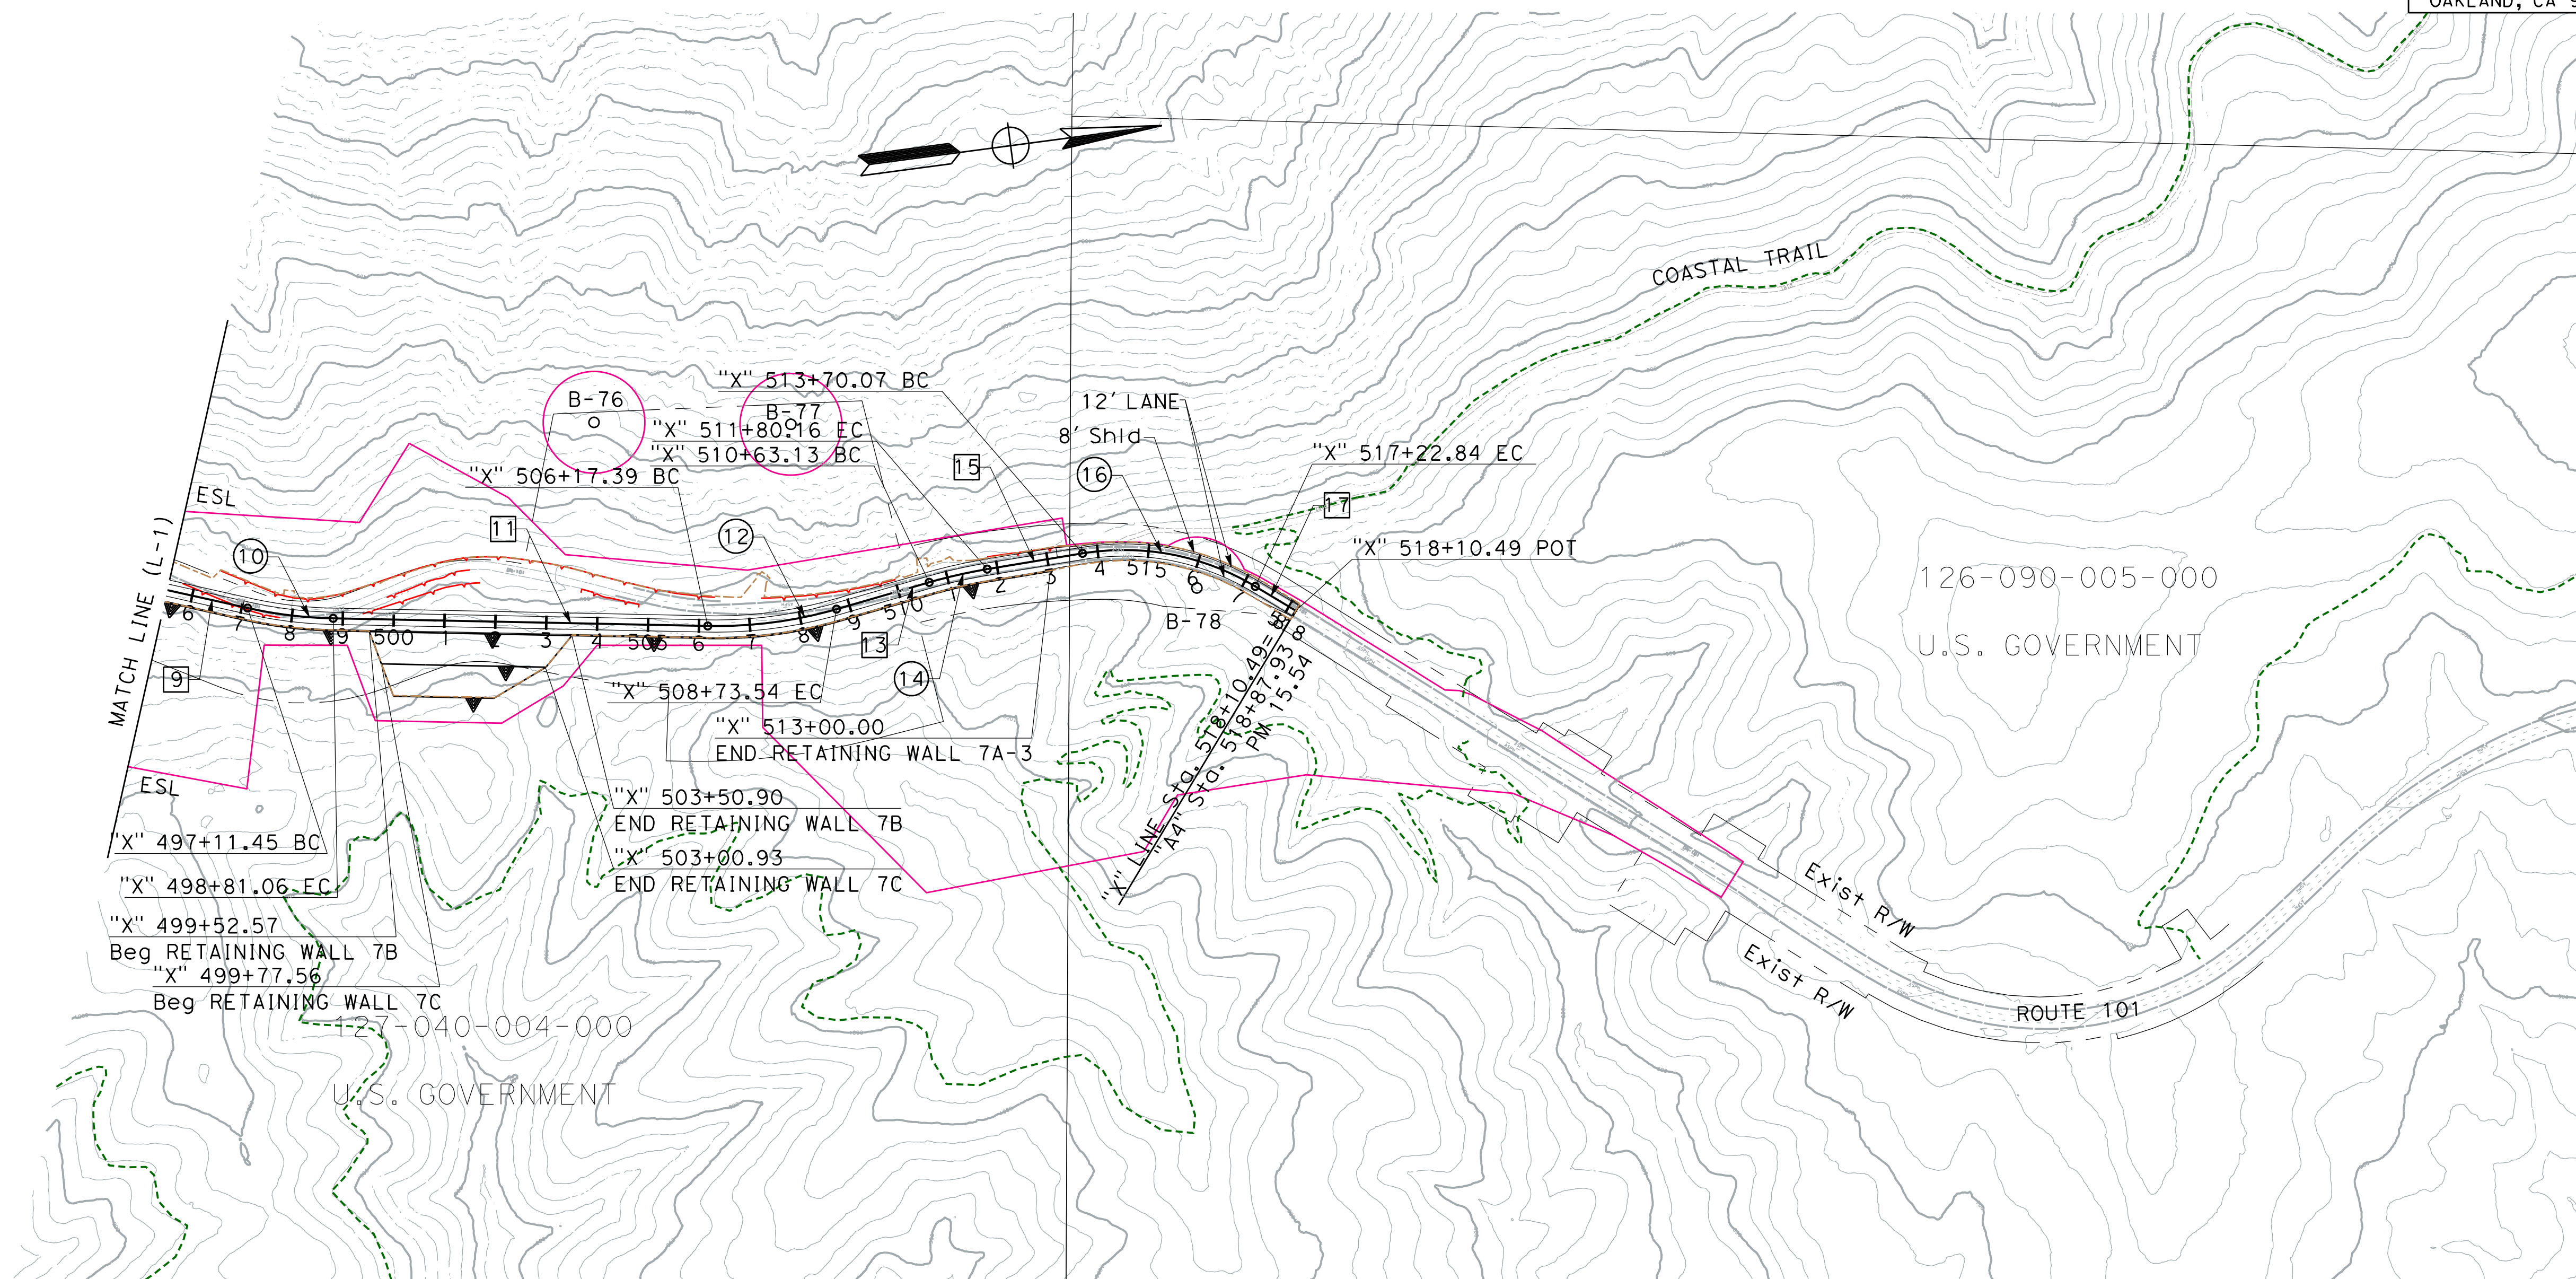 OAKLAND, CA 9
COASTAL TRAIL
"X" 513+70.07 BC
B-76
B-77
12' LANE
"X" 511+80.16 EC
8' Shld
"X" 510+63.13 BC
"X" 517+22.84 EC
"X" 506+17.39 BC
15
16
17
ESL
11
12
10
"X" 518+10.49 POT
MATCH LINE (L-1)
6
7
8
9
500
1
2
3
4
505
6
7
8
9
510
1
2
3
4
515
6
7
8
8
B-78
9
13
14
126-090-005-000
U.S. GOVERNMENT
"X" 508+73.54 EC
"X" 513+00.00
END RETAINING WALL 7A-3
"X" LINE Sta. 518+10.49=
"A4" Sta. 518+87.93
PM 15.54
ESL
"X" 503+50.90
END RETAINING WALL 7B
"X" 497+11.45 BC
"X" 503+00.93
END RETAINING WALL 7C
"X" 498+81.06 EC
"X" 499+52.57
Beg RETAINING WALL 7B
"X" 499+77.56
Beg RETAINING WALL 7C
Exist R/W
Exist R/W
ROUTE 101
127-040-004-000
U.S. GOVERNMENT